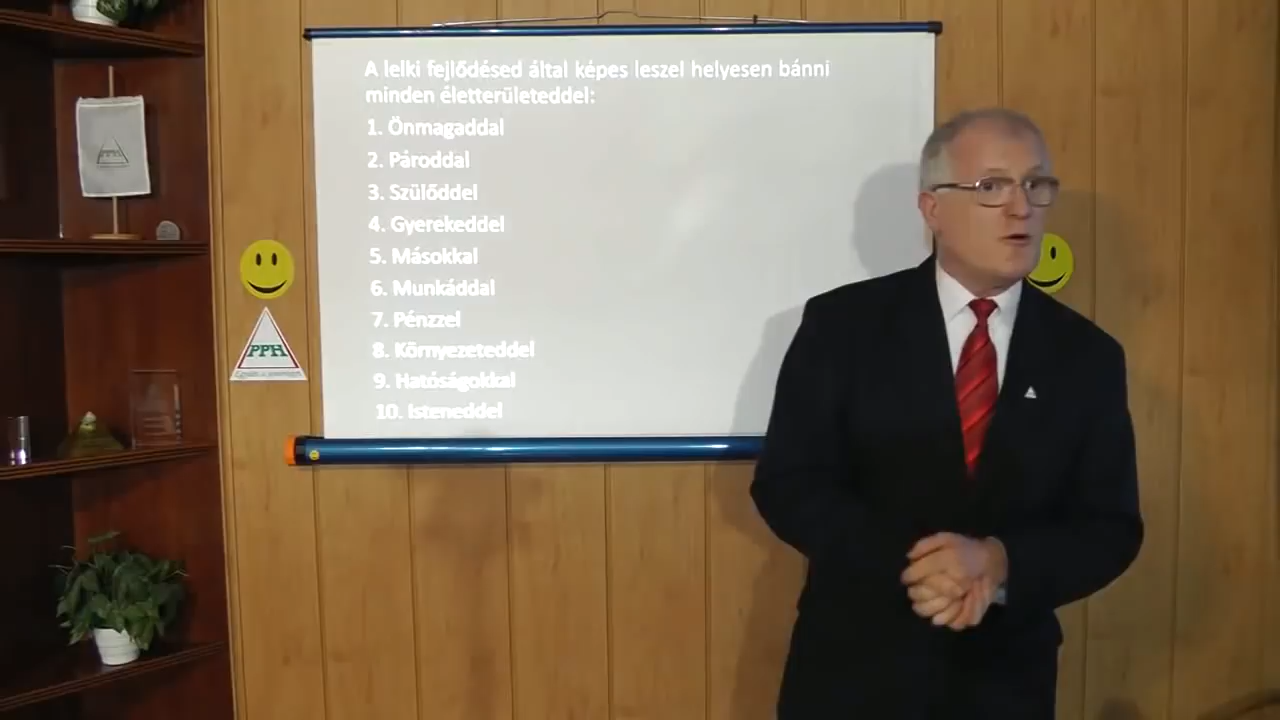 A lelki fejlődésed által képes leszel helyesen bánni
minden életterületeddel:
1. Önmagaddal
2. Pároddal
3. Szülőddel
4. Gyerekeddel
5. Másokkal
6. Munkáddal
7. Pénzzel
8. Környezeteddel
9. Hatóságokkal
10. Isteneddel
PPH